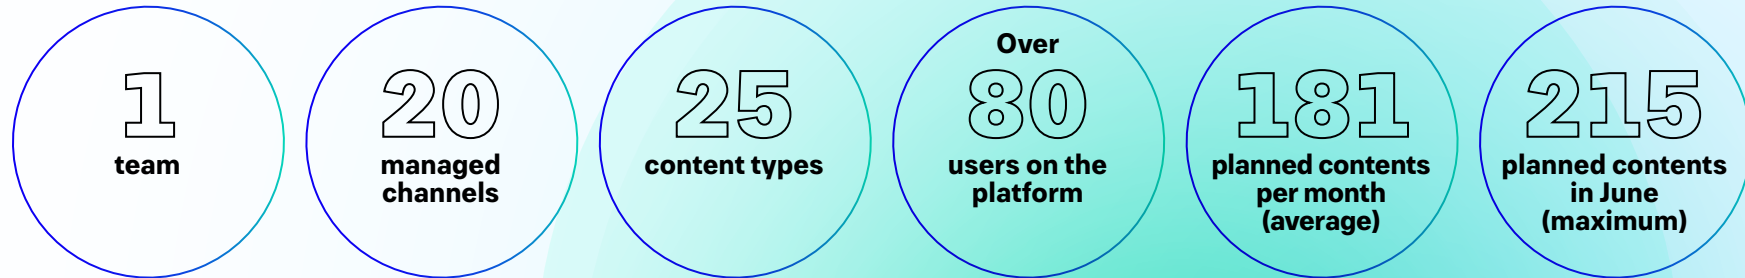 1
team
20
managed
channels
25
content types
Over
80
users on the
platform
181
planned contents
per month
(average)
215
planned contents
in June
(maximum)